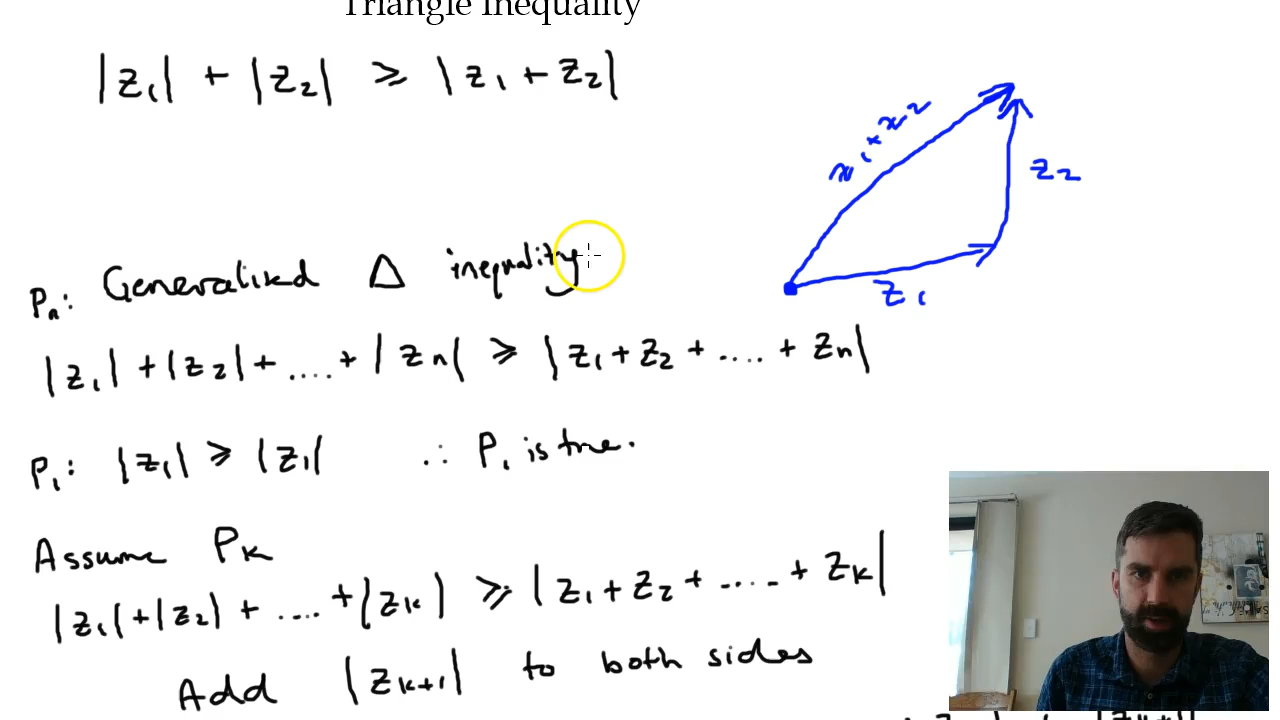 Triangle Inequality
|z₁| + |z₂| ≥ |z₁ + z₂|
z₁ + z₂
z₂
z₁
Pₙ: Generalised Δ inequality
|z₁| + |z₂| + .... + |zₙ| ≥ |z₁ + z₂ + .... + zₙ|
P₁: |z₁| ≥ |z₁| ∴ P₁ is true.
Assume Pₖ
|z₁| + |z₂| + .... + |zₖ| ≥ |z₁ + z₂ + .... + zₖ|
Add |zₖ₊₁| to both sides